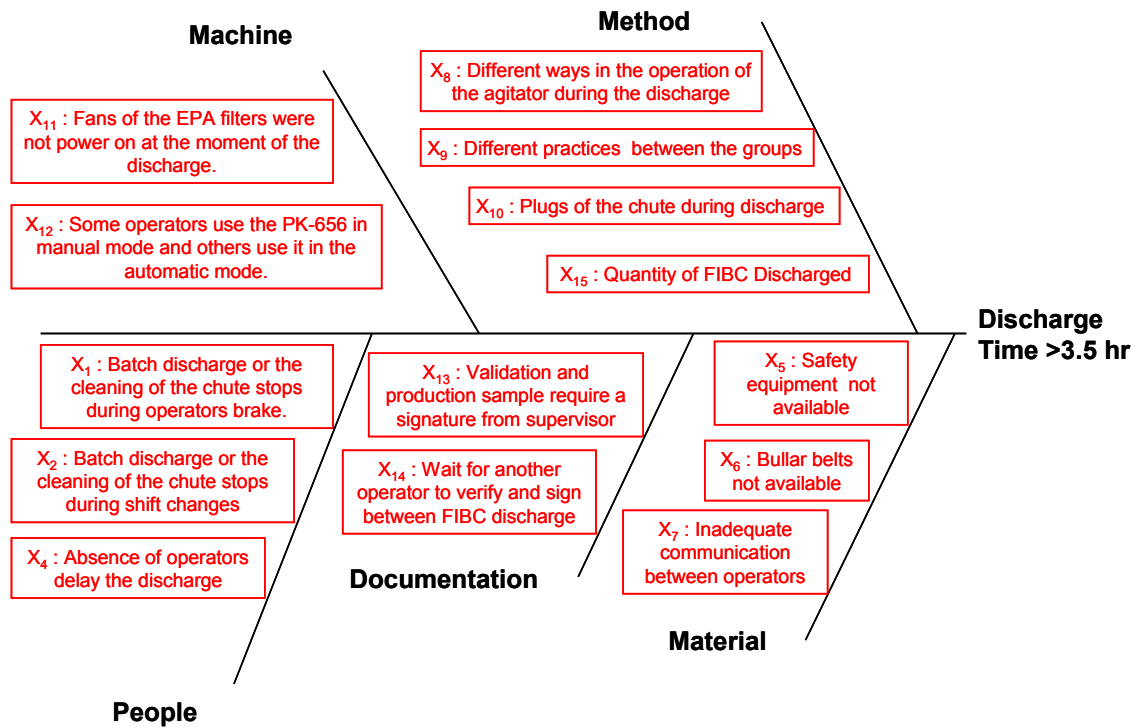 Machine
Method
X8 : Different ways in the operation of
the agitator during the discharge
X11 : Fans of the EPA filters were
not power on at the moment of the
discharge.
X9 : Different practices between the groups
X10 : Plugs of the chute during discharge
X12 : Some operators use the PK-656 in
manual mode and others use it in the
automatic mode.
X15 : Quantity of FIBC Discharged
Discharge
Time >3.5 hr
X1 : Batch discharge or the
cleaning of the chute stops
during operators brake.
X13 : Validation and
production sample require a
signature from supervisor
X5 : Safety
equipment not
available
X2 : Batch discharge or the
cleaning of the chute stops
during shift changes
X14 : Wait for another
operator to verify and sign
between FIBC discharge
X6 : Bullar belts
not available
X4 : Absence of operators
delay the discharge
X7 : Inadequate
communication
between operators
Documentation
Material
People